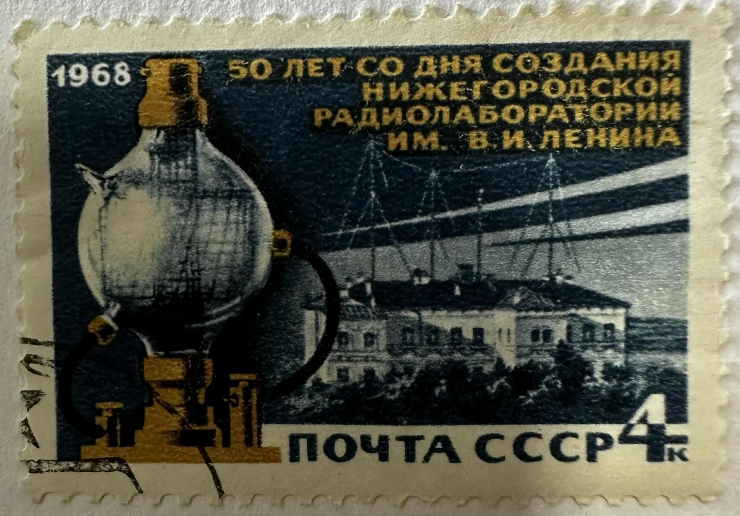 1968
50 ЛЕТ СО ДНЯ СОЗДАНИЯ
НИЖЕГОРОДСКОЙ
РАДИОЛАБОРАТОРИИ
ИМ. В.И.ЛЕНИНА
ПОЧТА СССР 4к